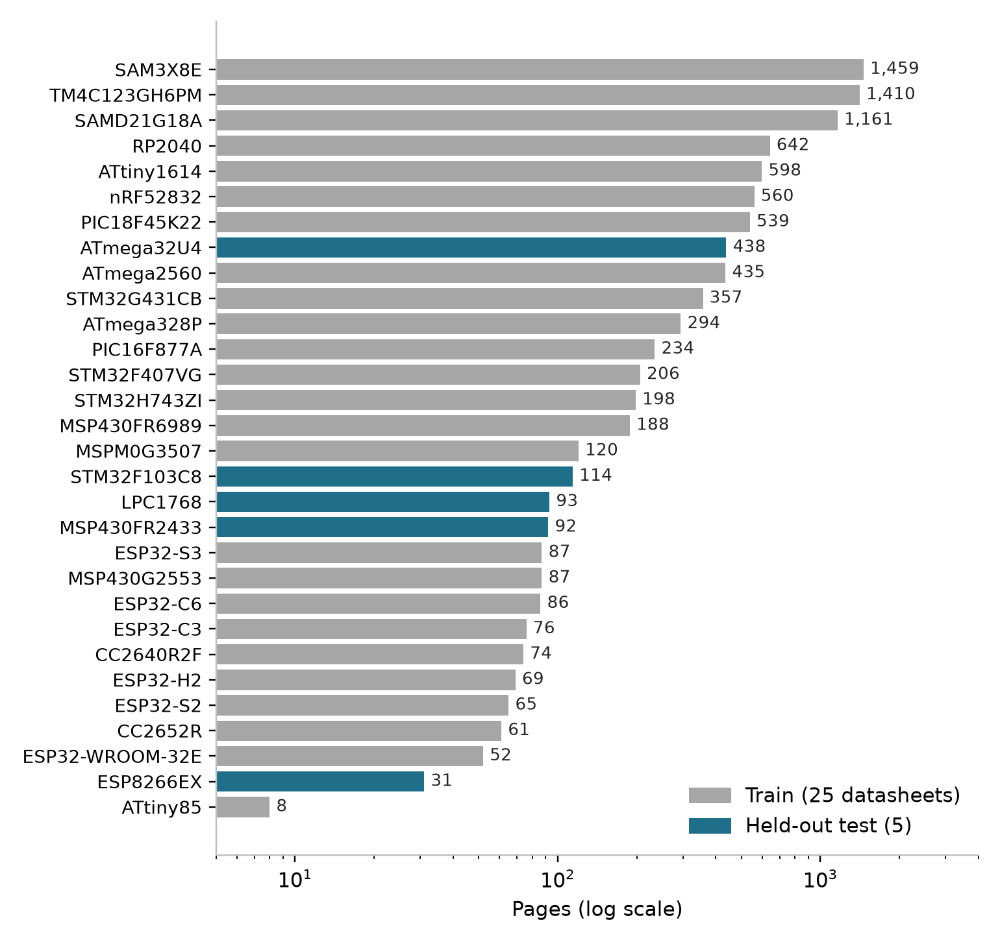 SAM3X8E 1,459
TM4C123GH6PM 1,410
SAMD21G18A 1,161
RP2040 642
ATtiny1614 598
nRF52832 560
PIC18F45K22 539
ATmega32U4 438
ATmega2560 435
STM32G431CB 357
ATmega328P 294
PIC16F877A 234
STM32F407VG 206
STM32H743ZI 198
MSP430FR6989 188
MSPM0G3507 120
STM32F103C8 114
LPC1768 93
MSP430FR2433 92
ESP32-S3 87
MSP430G2553 87
ESP32-C6 86
ESP32-C3 76
CC2640R2F 74
ESP32-H2 69
ESP32-S2 65
CC2652R 61
ESP32-WROOM-32E 52
ESP8266EX 31
ATtiny85 8
Train (25 datasheets)
Held-out test (5)
10¹ 10² 10³
Pages (log scale)